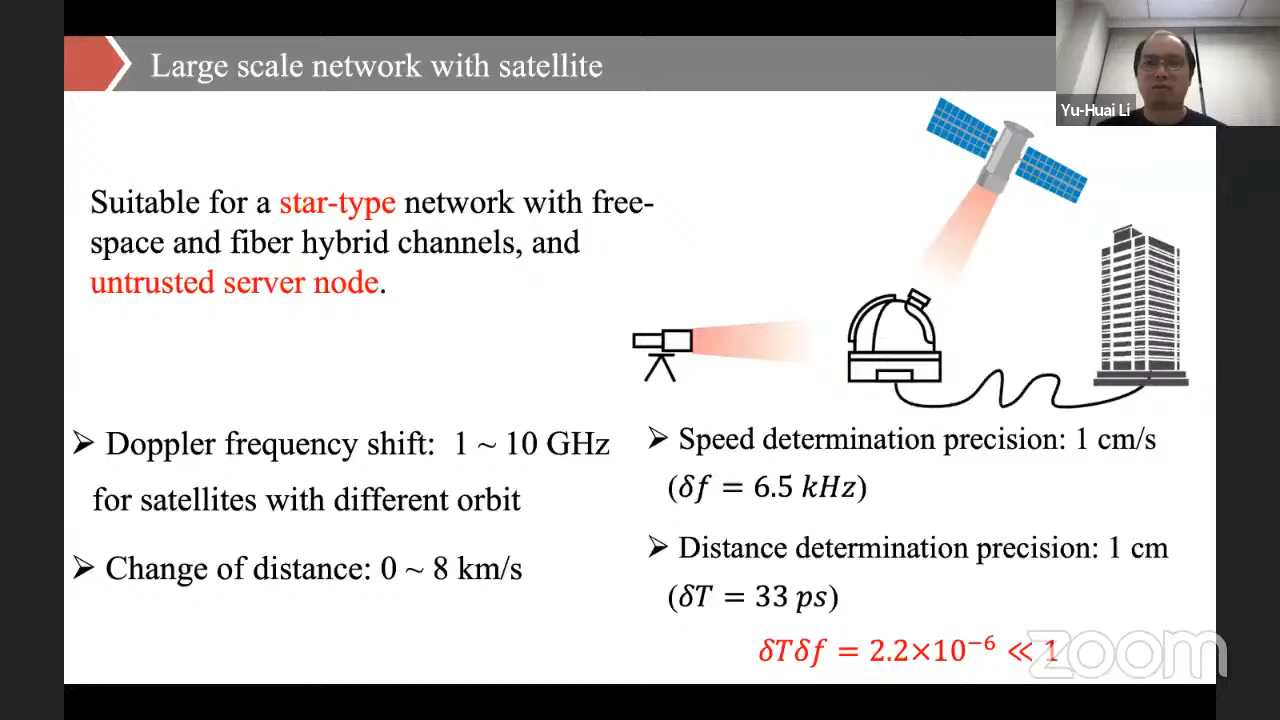 Large scale network with satellite
Yu-Huai Li
Suitable for a star-type network with free-
space and fiber hybrid channels, and
untrusted server node.
➢ Doppler frequency shift: 1 ~ 10 GHz
for satellites with different orbit
➢ Change of distance: 0 ~ 8 km/s
➢ Speed determination precision: 1 cm/s
(δf = 6.5 kHz)
➢ Distance determination precision: 1 cm
(δT = 33 ps)
δTδf = 2.2×10⁻⁶ ≪ 1
zoom